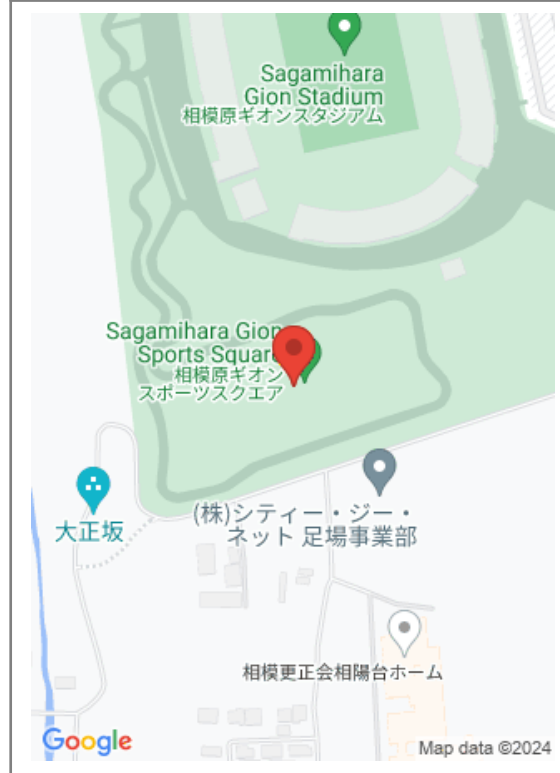 Sagamihara
Gion Stadium
相模原ギオンスタジアム
Sagamihara Gion
Sports Square
相模原ギオン
スポーツスクエア
大正坂
(株)シティー・ジー・
ネット 足場事業部
相模更正会相陽台ホーム
Google
Map data ©2024